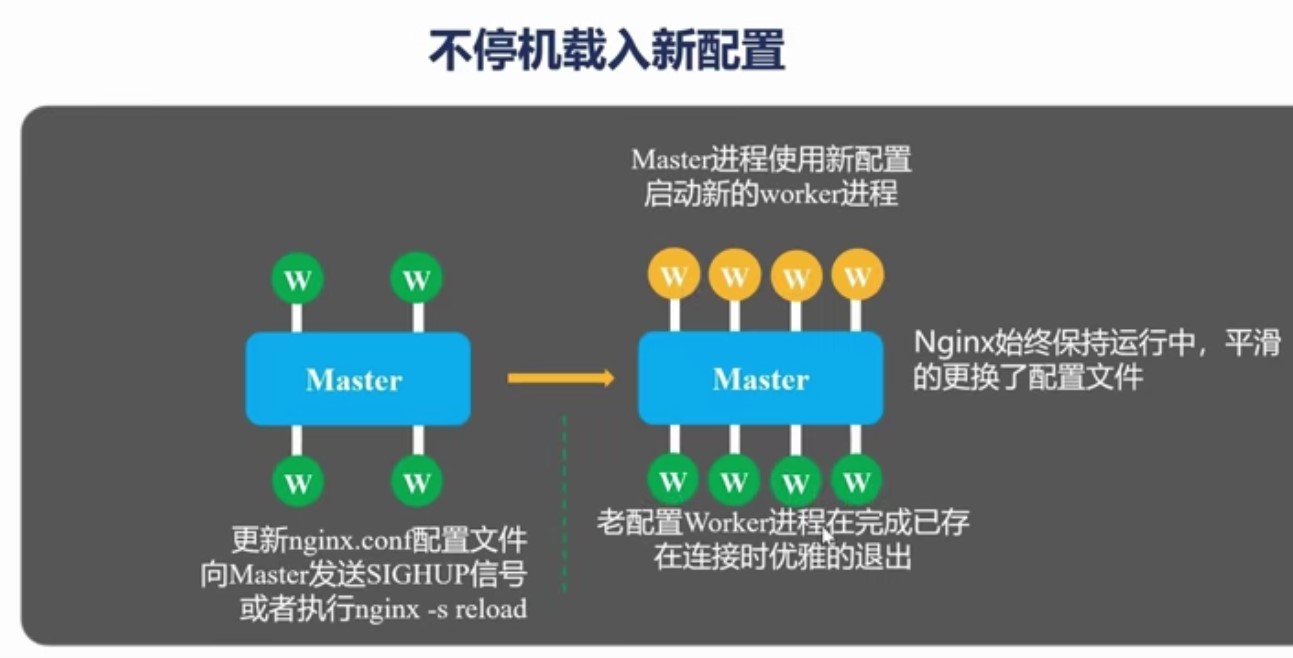 不停机载入新配置
Master进程使用新配置
启动新的worker进程
W W
W W W W
Master
Master
Nginx始终保持运行中，平滑
的更换了配置文件
W W
W W W W
更新nginx.conf配置文件
向Master发送SIGHUP信号
或者执行nginx -s reload
老配置Worker进程在完成已存
在连接时优雅的退出